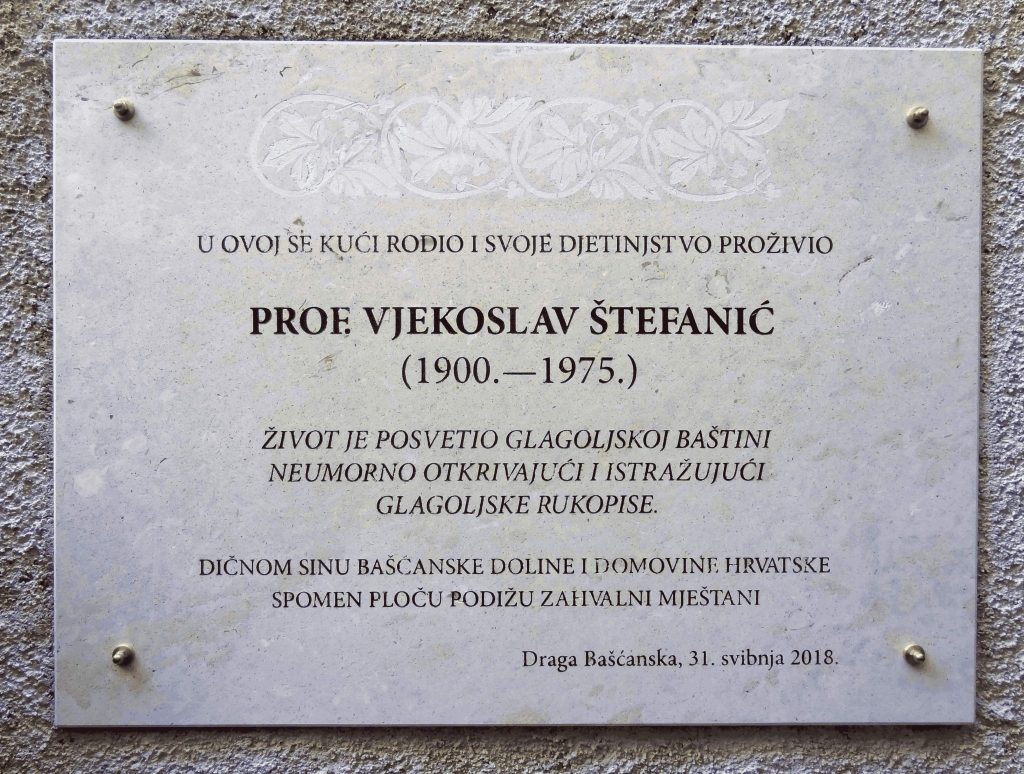 U OVOJ SE KUĆI RODIO I SVOJE DJETINJSTVO PROŽIVIO
PROF. VJEKOSLAV ŠTEFANIĆ
(1900.—1975.)
ŽIVOT JE POSVETIO GLAGOLJSKOJ BAŠTINI
NEUMORNO OTKRIVAJUĆI I ISTRAŽUJUĆI
GLAGOLJSKE RUKOPISE.
DIČNOM SINU BAŠĆANSKE DOLINE I DOMOVINE HRVATSKE
SPOMEN PLOČU PODIŽU ZAHVALNI MJEŠTANI
Draga Bašćanska, 31. svibnja 2018.